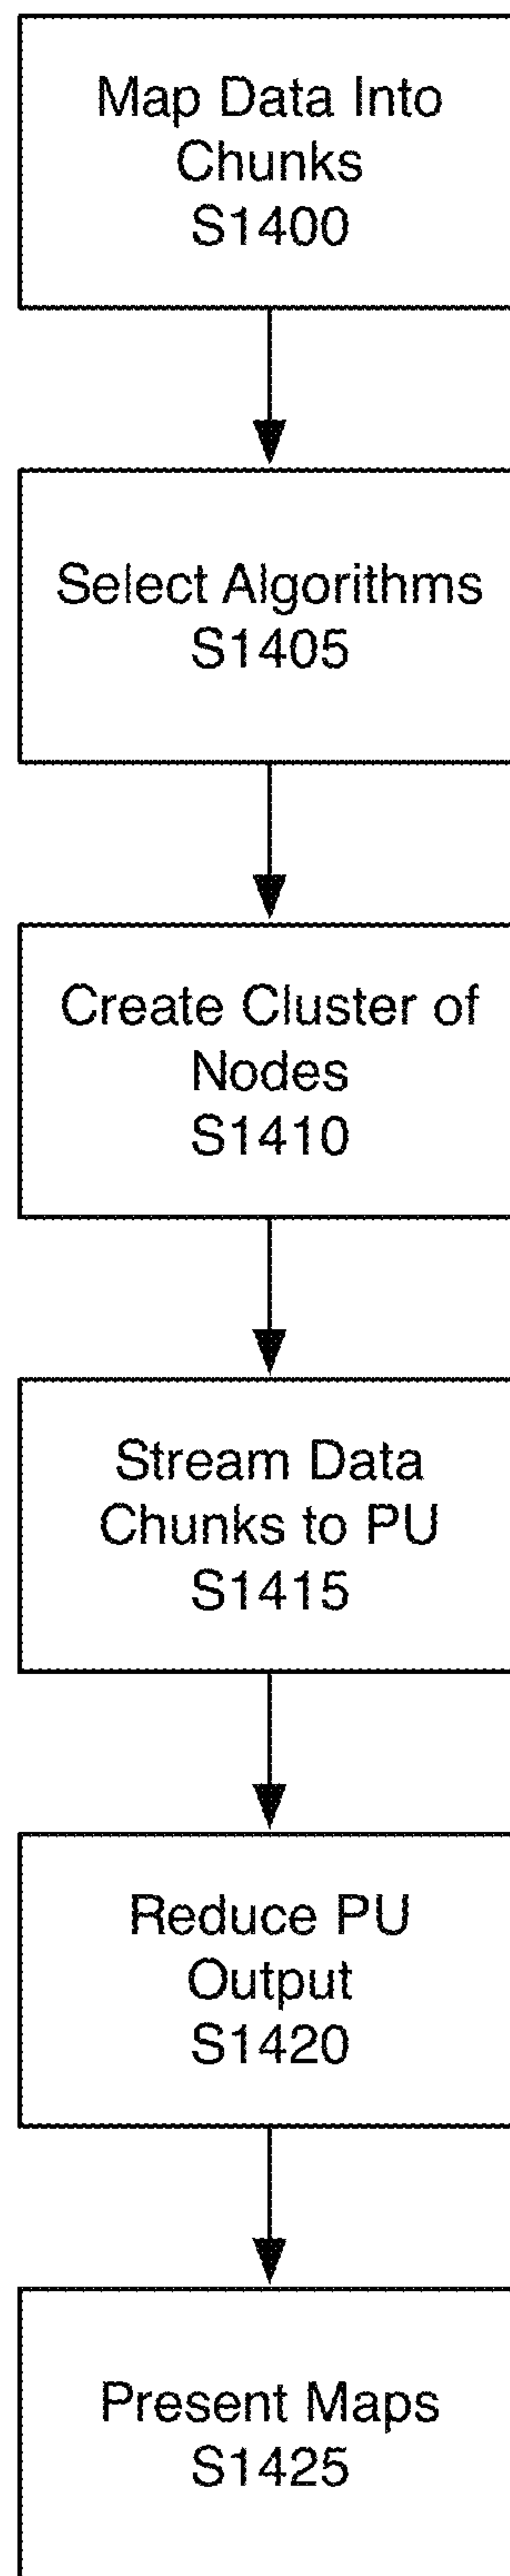 Map Data Into
Chunks
S1400
Select Algorithms
S1405
Create Cluster of
Nodes
S1410
Stream Data
Chunks to PU
S1415
Reduce PU
Output
S1420
Present Maps
S1425